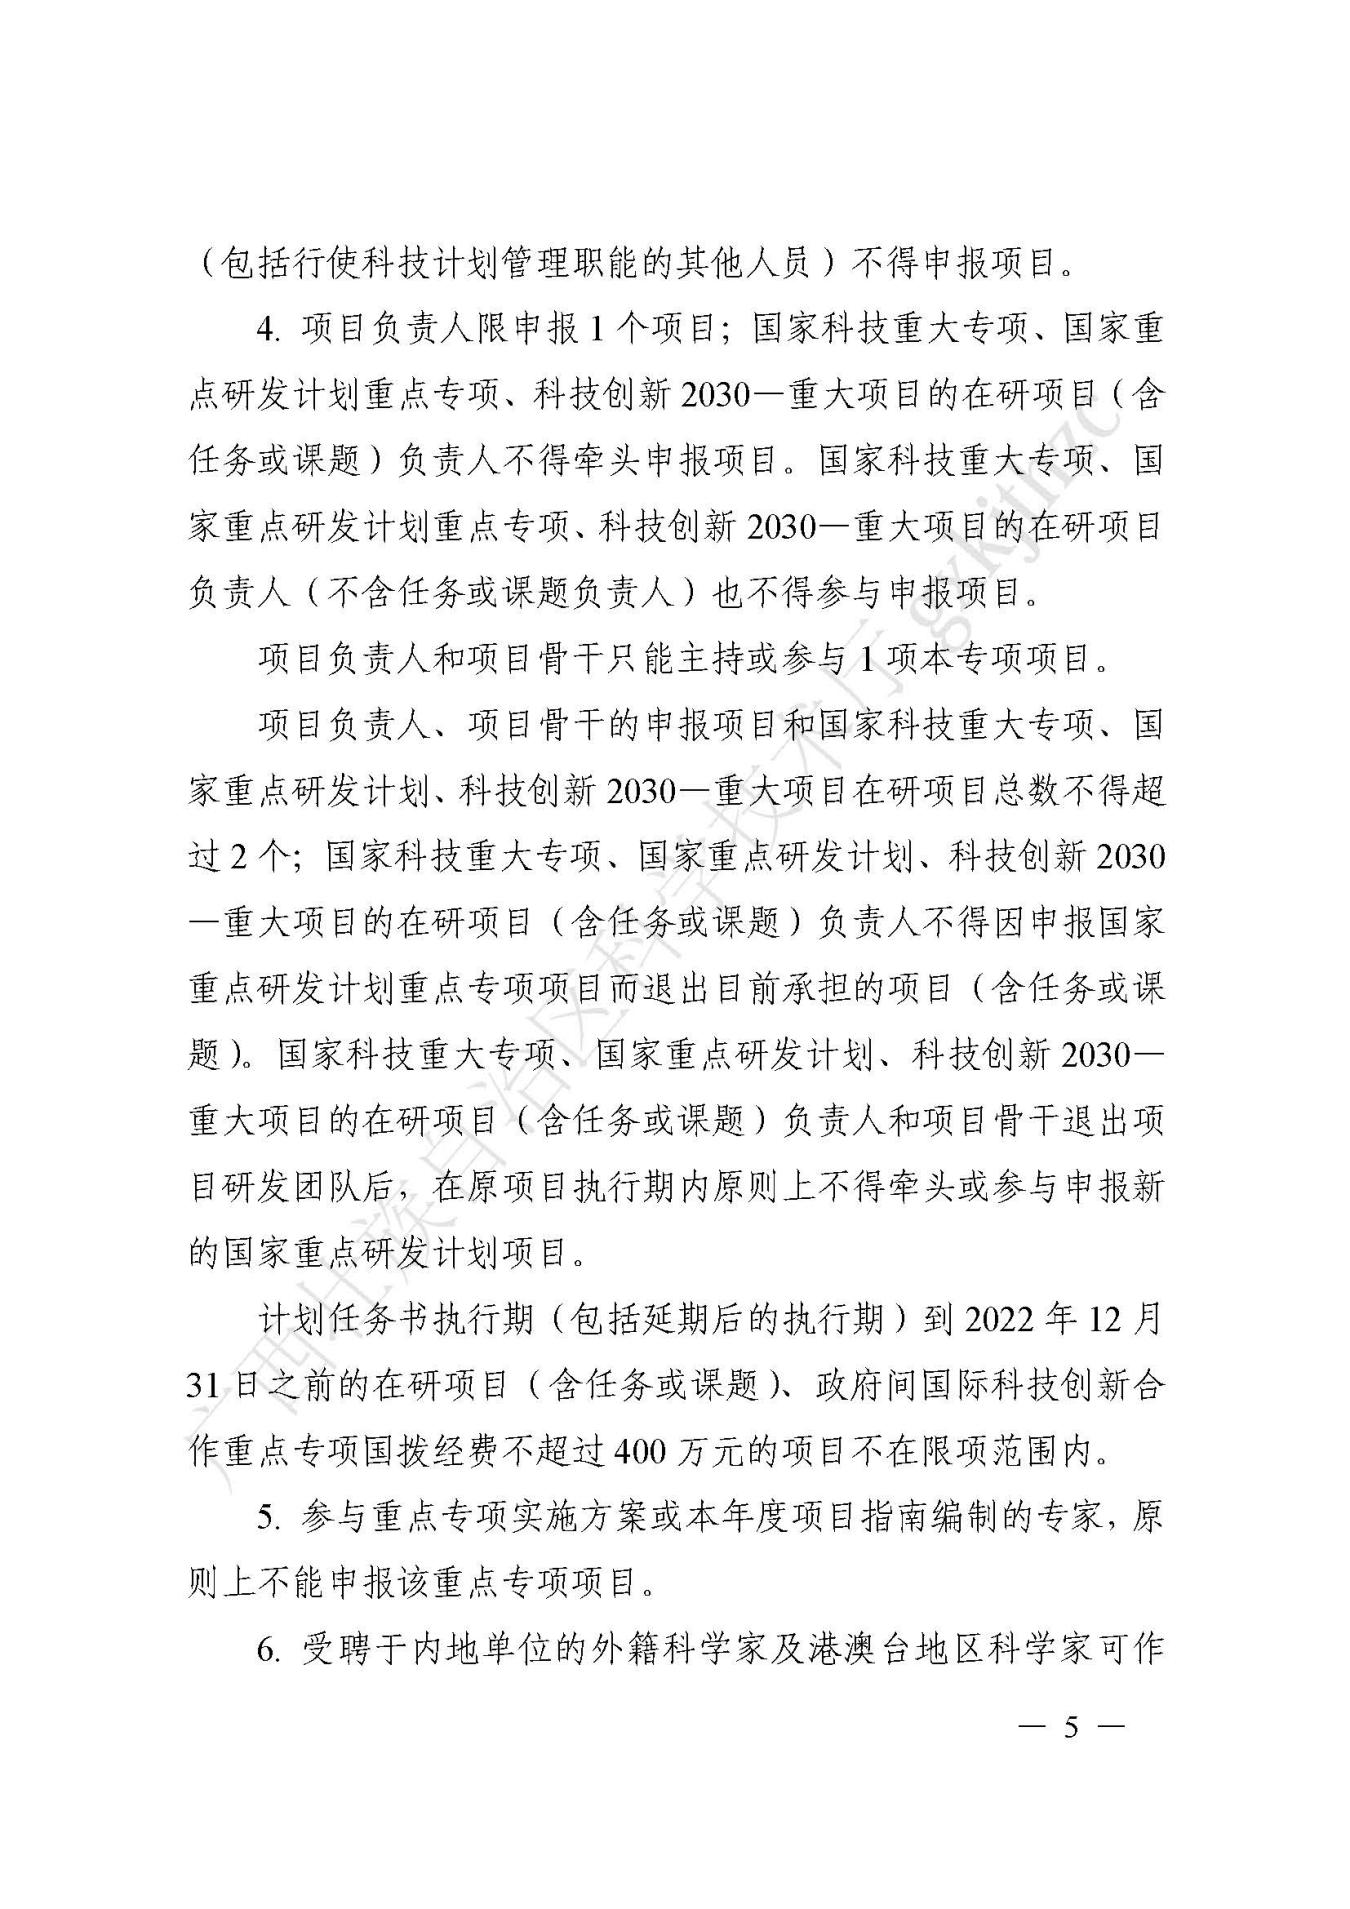 （包括行使科技计划管理职能的其他人员）不得申报项目。
4. 项目负责人限申报 1 个项目；国家科技重大专项、国家重
点研发计划重点专项、科技创新 2030—重大项目的在研项目（含
任务或课题）负责人不得牵头申报项目。国家科技重大专项、国
家重点研发计划重点专项、科技创新 2030—重大项目的在研项目
负责人（不含任务或课题负责人）也不得参与申报项目。
项目负责人和项目骨干只能主持或参与 1 项本专项项目。
项目负责人、项目骨干的申报项目和国家科技重大专项、国
家重点研发计划、科技创新 2030—重大项目在研项目总数不得超
过 2 个；国家科技重大专项、国家重点研发计划、科技创新 2030
—重大项目的在研项目（含任务或课题）负责人不得因申报国家
重点研发计划重点专项项目而退出目前承担的项目（含任务或课
题）。国家科技重大专项、国家重点研发计划、科技创新 2030—
重大项目的在研项目（含任务或课题）负责人和项目骨干退出项
目研发团队后，在原项目执行期内原则上不得牵头或参与申报新
的国家重点研发计划项目。
计划任务书执行期（包括延期后的执行期）到 2022 年 12 月
31 日之前的在研项目（含任务或课题）、政府间国际科技创新合
作重点专项国拨经费不超过 400 万元的项目不在限项范围内。
5. 参与重点专项实施方案或本年度项目指南编制的专家，原
则上不能申报该重点专项项目。
6. 受聘于内地单位的外籍科学家及港澳台地区科学家可作
— 5 —
广西壮族自治区科学技术厅 gxkjthzc